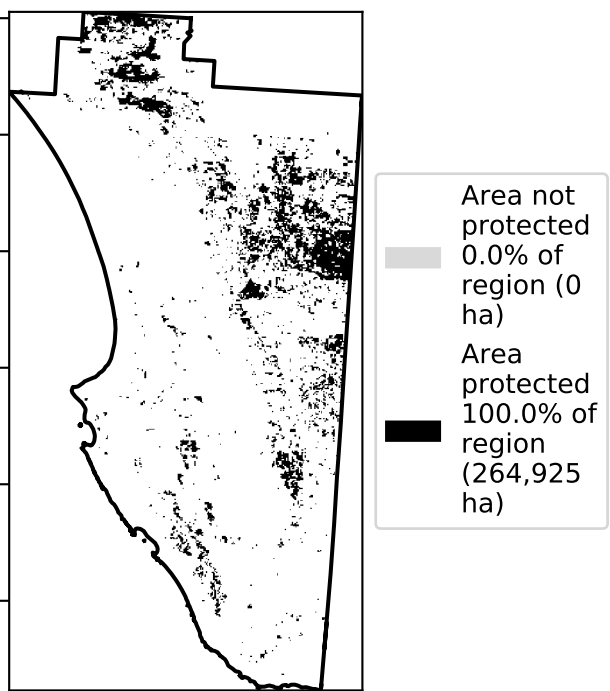 Area not
protected
0.0% of
region (0
ha)
Area
protected
100.0% of
region
(264,925
ha)